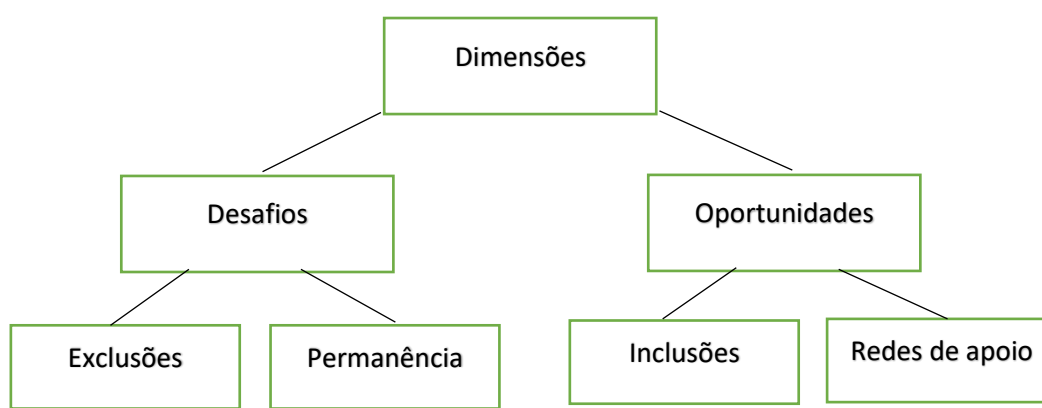 Dimensões
Desafios
Oportunidades
Exclusões
Permanência
Inclusões
Redes de apoio